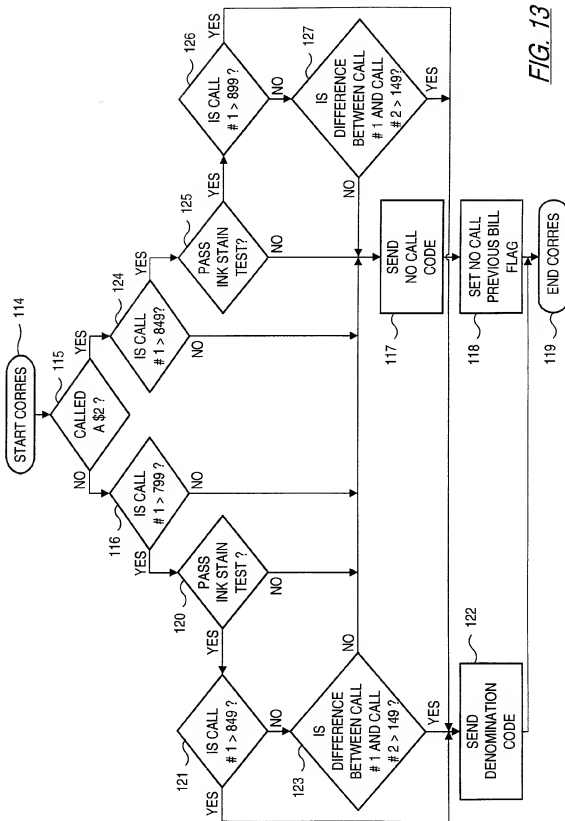 START CORRES
114
115
CALLED
A $2 ?
NO
YES
116
IS CALL
# 1 > 799 ?
YES
NO
124
IS CALL
# 1 > 849?
YES
NO
120
PASS
INK STAIN
TEST ?
YES
NO
125
PASS
INK STAIN
TEST?
YES
NO
121
IS CALL
# 1 > 849 ?
YES
NO
126
IS CALL
# 1 > 899 ?
YES
NO
123
IS
DIFFERENCE
BETWEEN CALL
# 1 AND CALL
# 2 > 149 ?
NO
YES
127
IS
DIFFERENCE
BETWEEN CALL
# 1 AND CALL
# 2 > 149?
NO
YES
117
SEND
NO CALL
CODE
122
SEND
DENOMINATION
CODE
118
SET NO CALL
PREVIOUS BILL
FLAG
END CORRES
119
FIG. 13